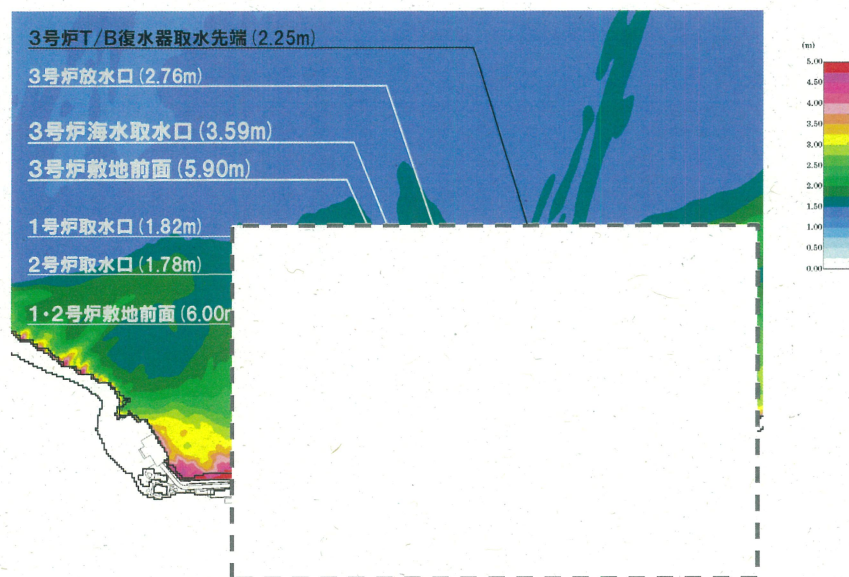 3号炉T/B復水器取水先端(2.25m)
3号炉放水口(2.76m)
3号炉海水取水口(3.59m)
3号炉敷地前面(5.90m)
1号炉取水口(1.82m)
2号炉取水口(1.78m)
1・2号炉敷地前面(6.00m
(m)
5.00
4.50
4.00
3.50
3.00
2.50
2.00
1.50
1.00
0.50
0.00